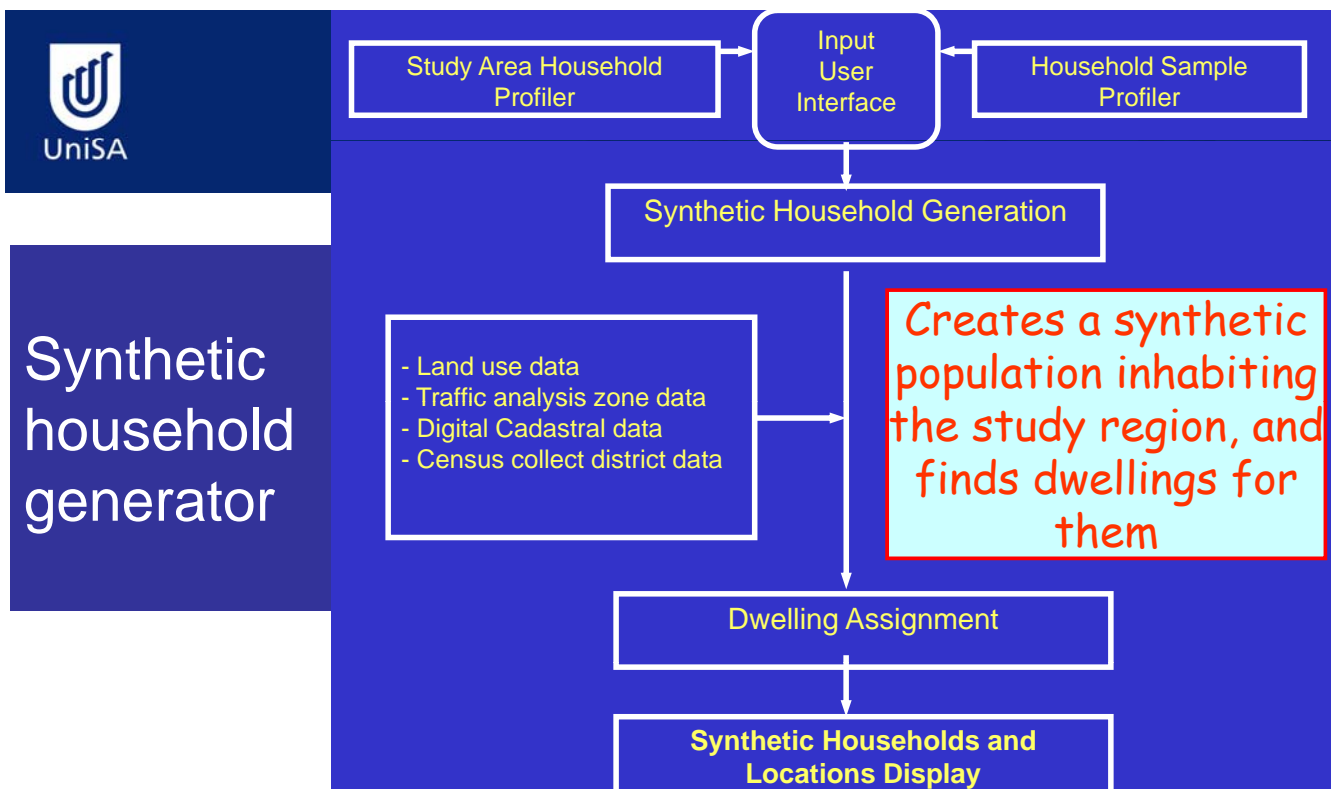 UniSA
Synthetic
household
generator
Study Area Household
Profiler
Input
User
Interface
Household Sample
Profiler
Synthetic Household Generation
- Land use data
- Traffic analysis zone data
- Digital Cadastral data
- Census collect district data
Creates a synthetic
population inhabiting
the study region, and
finds dwellings for
them
Dwelling Assignment
Synthetic Households and
Locations Display